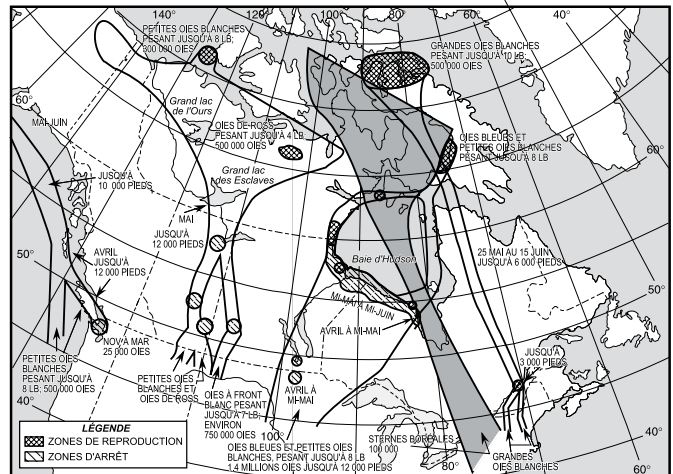 140°
120°
100°
80°
60°
40°
PETITES OIES BLANCHES
PESANT JUSQU'À 8 LB;
300 000 OIES
GRANDES OIES BLANCHES
PESANT JUSQU'À 10 LB;
500 000 OIES
Grand lac
de l'Ours
60°
MAI-JUIN
OIES DE ROSS
PESANT JUSQU'À 4 LB
500 000 OIES
OIES BLEUES ET
PETITES OIES BLANCHES
PESANT JUSQU'À 8 LB
60°
Grand lac
des Esclaves
JUSQU'À
10 000 PIEDS
MAI
JUSQU'À
12 000 PIEDS
50°
AVRIL
JUSQU'À
12 000 PIEDS
Baie d'Hudson
25 MAI AU 15 JUIN
JUSQU'À 6 000 PIEDS
50°
MI-MAI À MI-JUIN
AVRIL À MI-MAI
NOV À MAR
25 000 OIES
JUSQU'À
3 000 PIEDS
PETITES OIES
BLANCHES,
PESANT JUSQU'À
8 LB; 500 000 OIES
PETITES OIES
BLANCHES ET
OIES DE ROSS
OIES À FRONT
BLANC PESANT
JUSQU'À 7 LB;
ENVIRON
750 000 OIES
AVRIL À
MI-MAI
40°
40°
100°
STERNES BORÉALES
100 000
OIES BLEUES ET PETITES OIES
BLANCHES, PESANT JUSQU'À 8 LB
1,4 MILLIONS OIES JUSQU'À 12 000 PIEDS
80°
GRANDES
OIES BLANCHES
60°
LÉGENDE
ZONES DE REPRODUCTION
ZONES D'ARRÊT